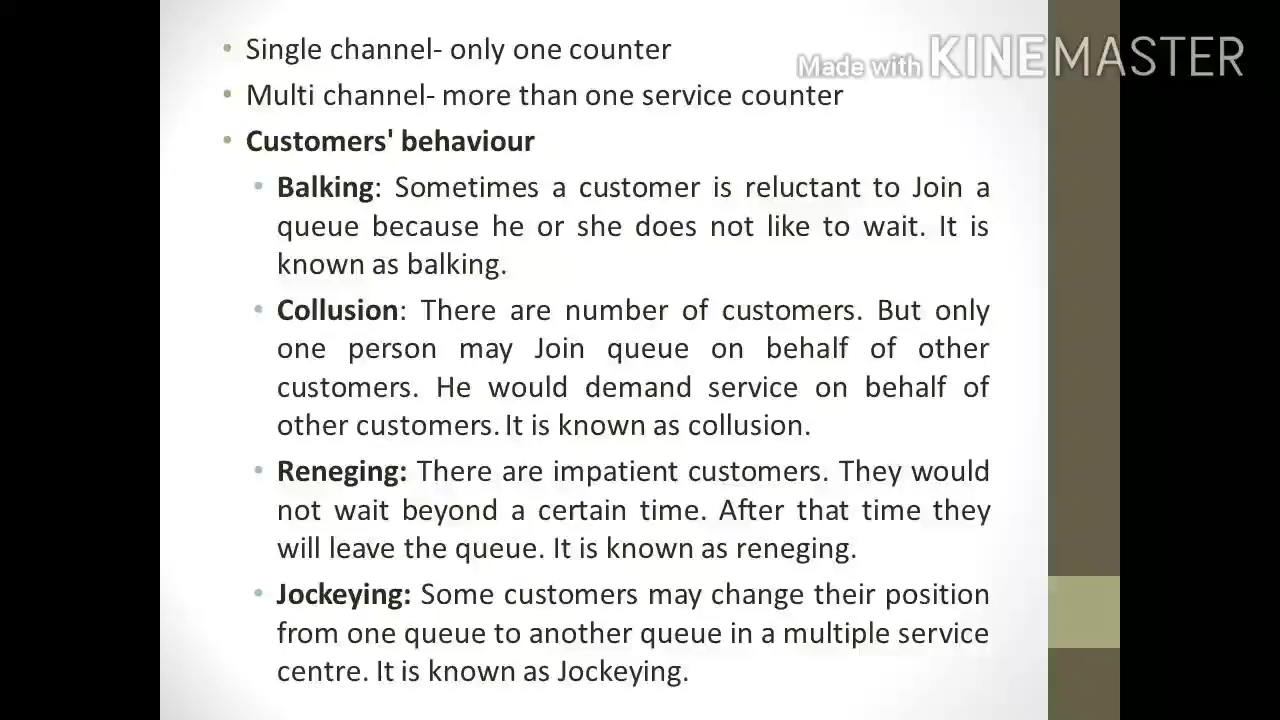 • Single channel- only one counter
Made with KINEMASTER
• Multi channel- more than one service counter
• Customers' behaviour
• Balking: Sometimes a customer is reluctant to Join a
queue because he or she does not like to wait. It is
known as balking.
• Collusion: There are number of customers. But only
one person may Join queue on behalf of other
customers. He would demand service on behalf of
other customers. It is known as collusion.
• Reneging: There are impatient customers. They would
not wait beyond a certain time. After that time they
will leave the queue. It is known as reneging.
• Jockeying: Some customers may change their position
from one queue to another queue in a multiple service
centre. It is known as Jockeying.